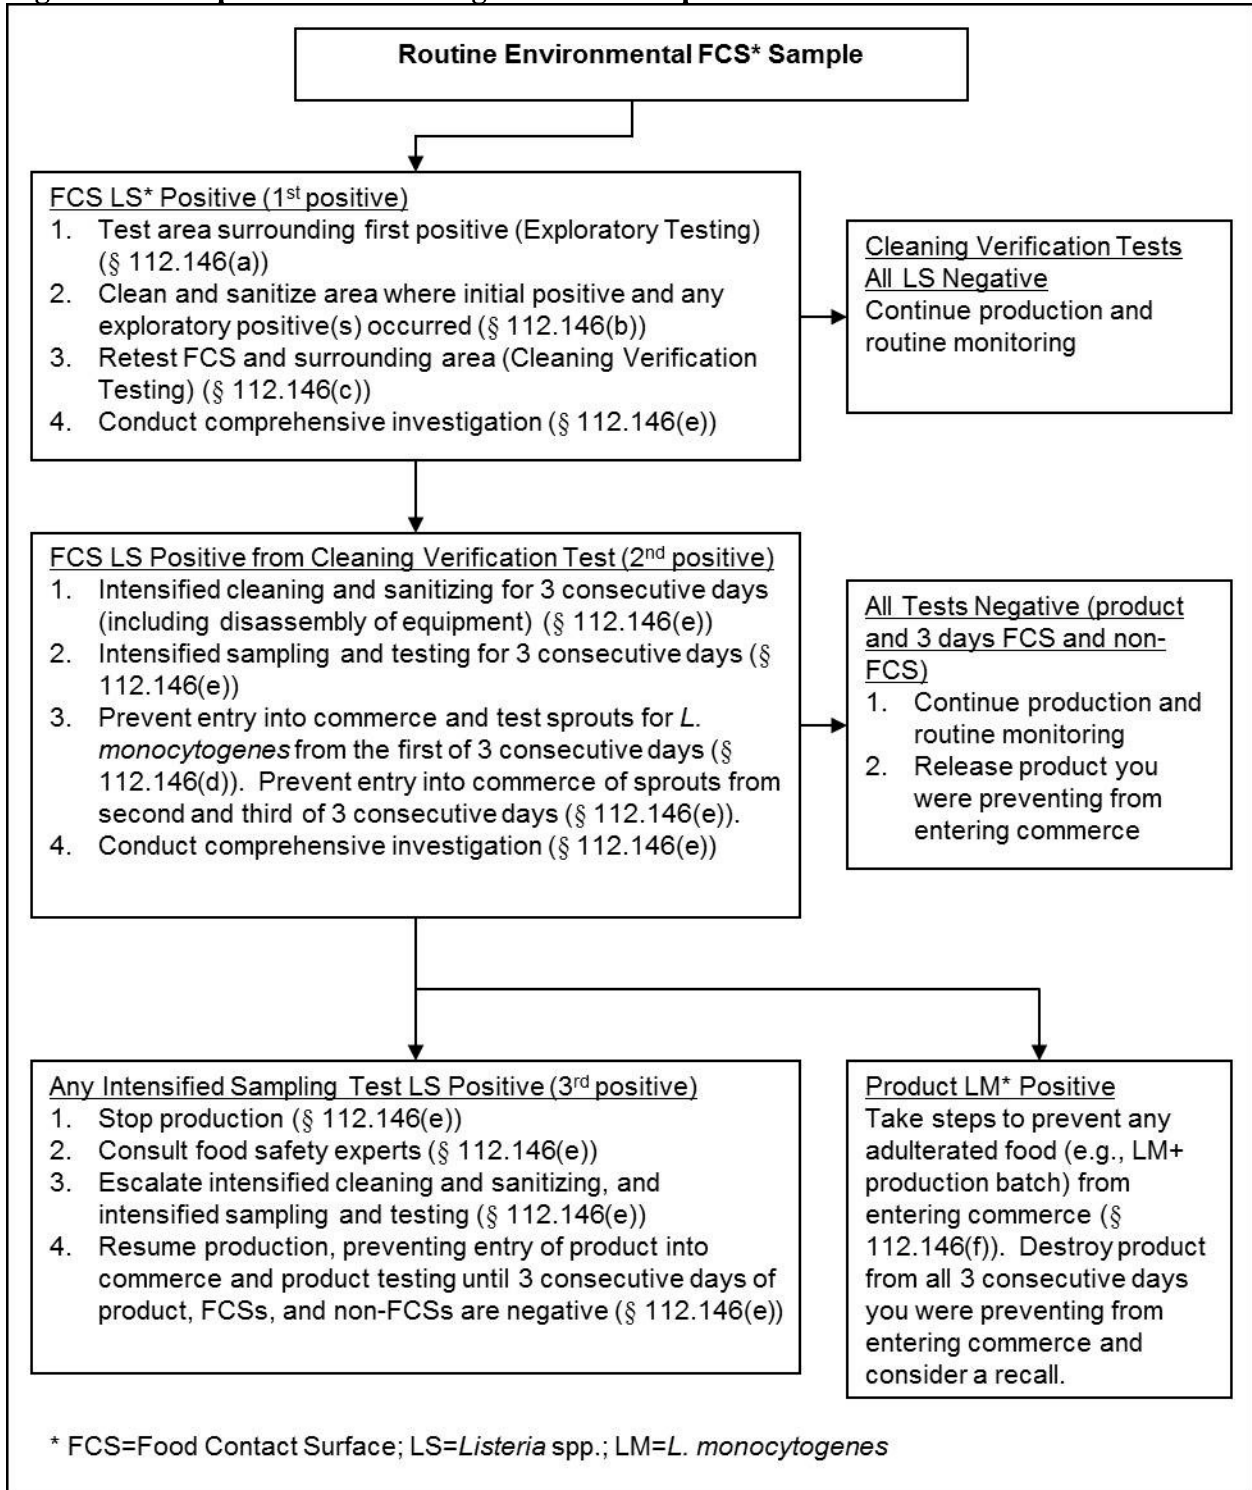 Routine Environmental FCS* Sample
FCS LS* Positive (1st positive)
1. Test area surrounding first positive (Exploratory Testing)
(§ 112.146(a))
2. Clean and sanitize area where initial positive and any
exploratory positive(s) occurred (§ 112.146(b))
3. Retest FCS and surrounding area (Cleaning Verification
Testing) (§ 112.146(c))
4. Conduct comprehensive investigation (§ 112.146(e))
Cleaning Verification Tests
All LS Negative
Continue production and
routine monitoring
FCS LS Positive from Cleaning Verification Test (2nd positive)
1. Intensified cleaning and sanitizing for 3 consecutive days
(including disassembly of equipment) (§ 112.146(e))
2. Intensified sampling and testing for 3 consecutive days (§
112.146(e))
3. Prevent entry into commerce and test sprouts for L.
monocytogenes from the first of 3 consecutive days (§
112.146(d)). Prevent entry into commerce of sprouts from
second and third of 3 consecutive days (§ 112.146(e)).
4. Conduct comprehensive investigation (§ 112.146(e))
All Tests Negative (product
and 3 days FCS and non-
FCS)
1. Continue production and
routine monitoring
2. Release product you
were preventing from
entering commerce
Any Intensified Sampling Test LS Positive (3rd positive)
1. Stop production (§ 112.146(e))
2. Consult food safety experts (§ 112.146(e))
3. Escalate intensified cleaning and sanitizing, and
intensified sampling and testing (§ 112.146(e))
4. Resume production, preventing entry of product into
commerce and product testing until 3 consecutive days of
product, FCSs, and non-FCSs are negative (§ 112.146(e))
Product LM* Positive
Take steps to prevent any
adulterated food (e.g., LM+
production batch) from
entering commerce (§
112.146(f)). Destroy product
from all 3 consecutive days
you were preventing from
entering commerce and
consider a recall.
* FCS=Food Contact Surface; LS=Listeria spp.; LM=L. monocytogenes